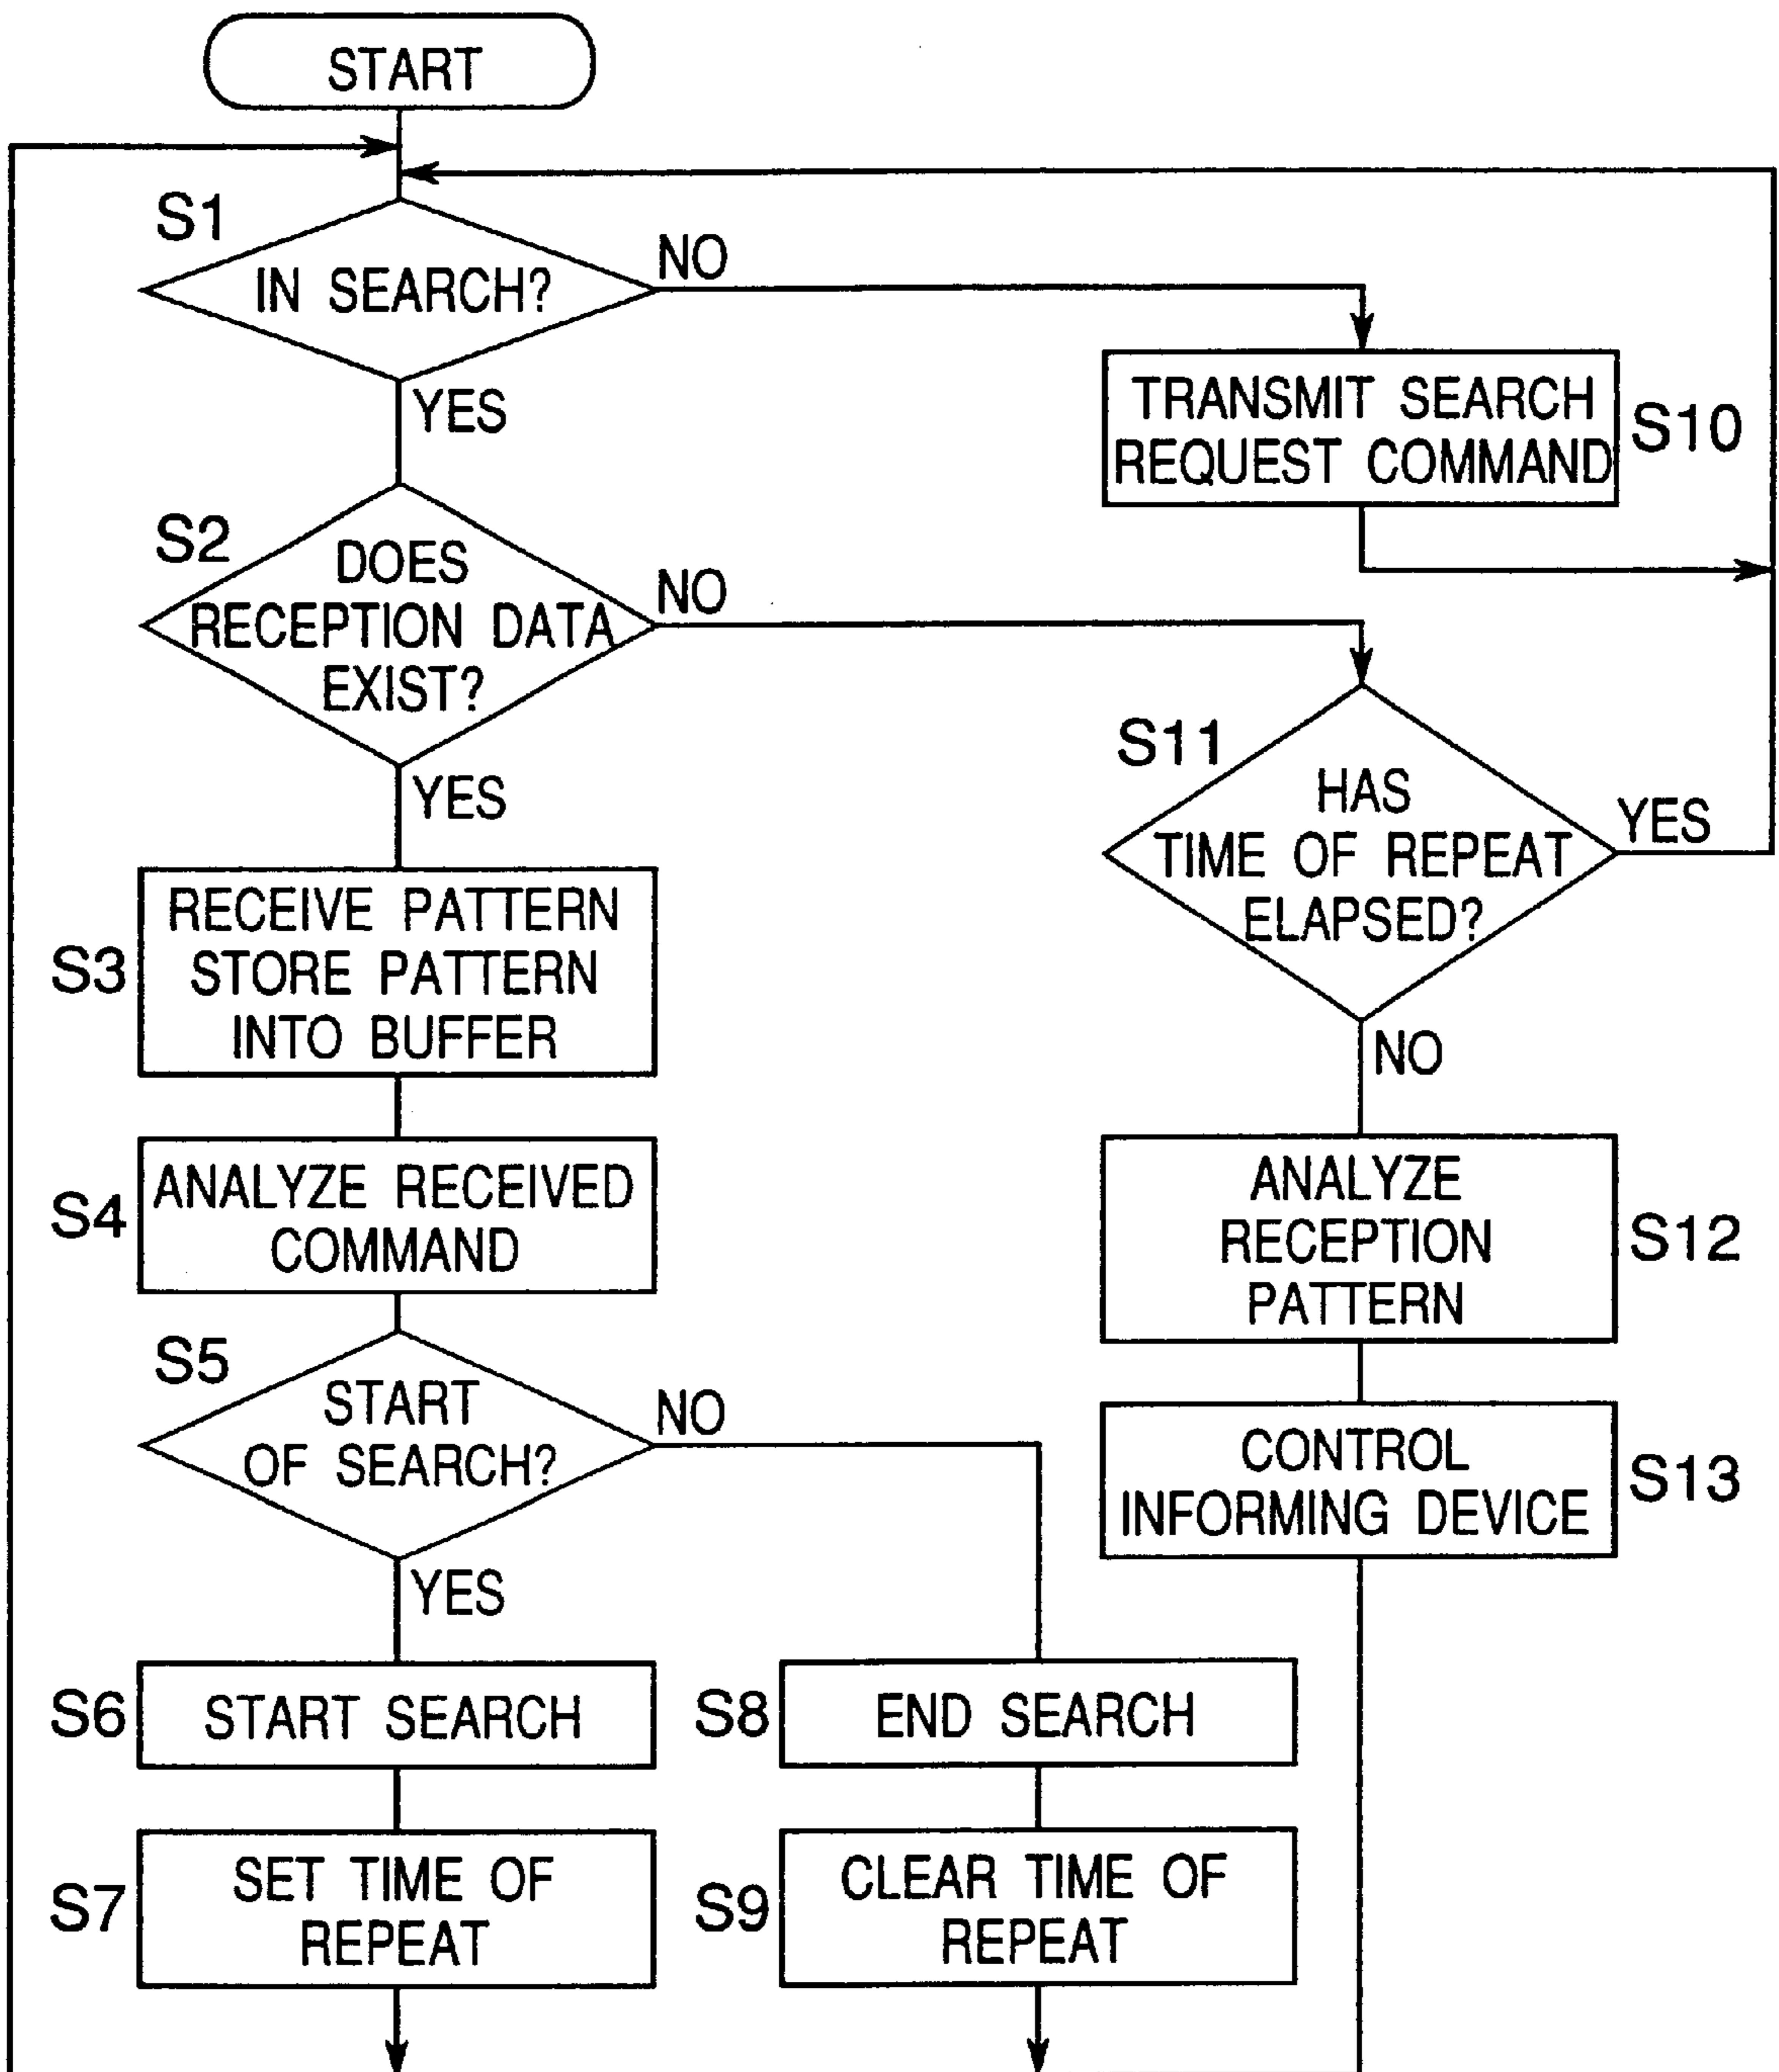 START
S1
IN SEARCH?
NO
YES
TRANSMIT SEARCH
REQUEST COMMAND
S10
S2
DOES
RECEPTION DATA
EXIST?
NO
YES
S11
HAS
TIME OF REPEAT
ELAPSED?
YES
NO
S3
RECEIVE PATTERN
STORE PATTERN
INTO BUFFER
S4
ANALYZE RECEIVED
COMMAND
ANALYZE
RECEPTION
PATTERN
S12
S5
START
OF SEARCH?
NO
YES
CONTROL
INFORMING DEVICE
S13
S6
START SEARCH
S8
END SEARCH
S7
SET TIME OF
REPEAT
S9
CLEAR TIME OF
REPEAT